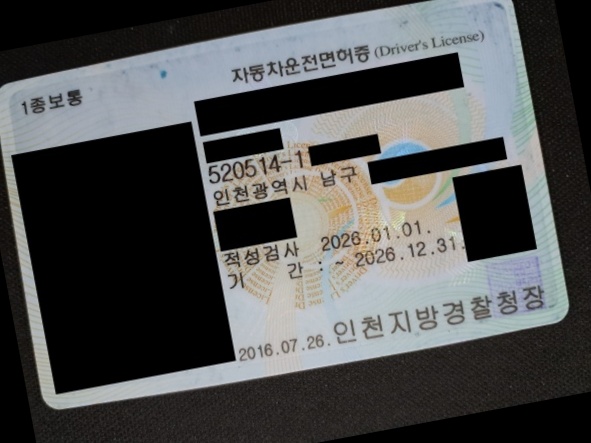 자동차운전면허증 (Driver's License)
1종보통
520514-1
인천광역시 남구
적성검사 2026.01.01.
기 간 : ~ 2026.12.31.
2016.07.26. 인천지방경찰청장